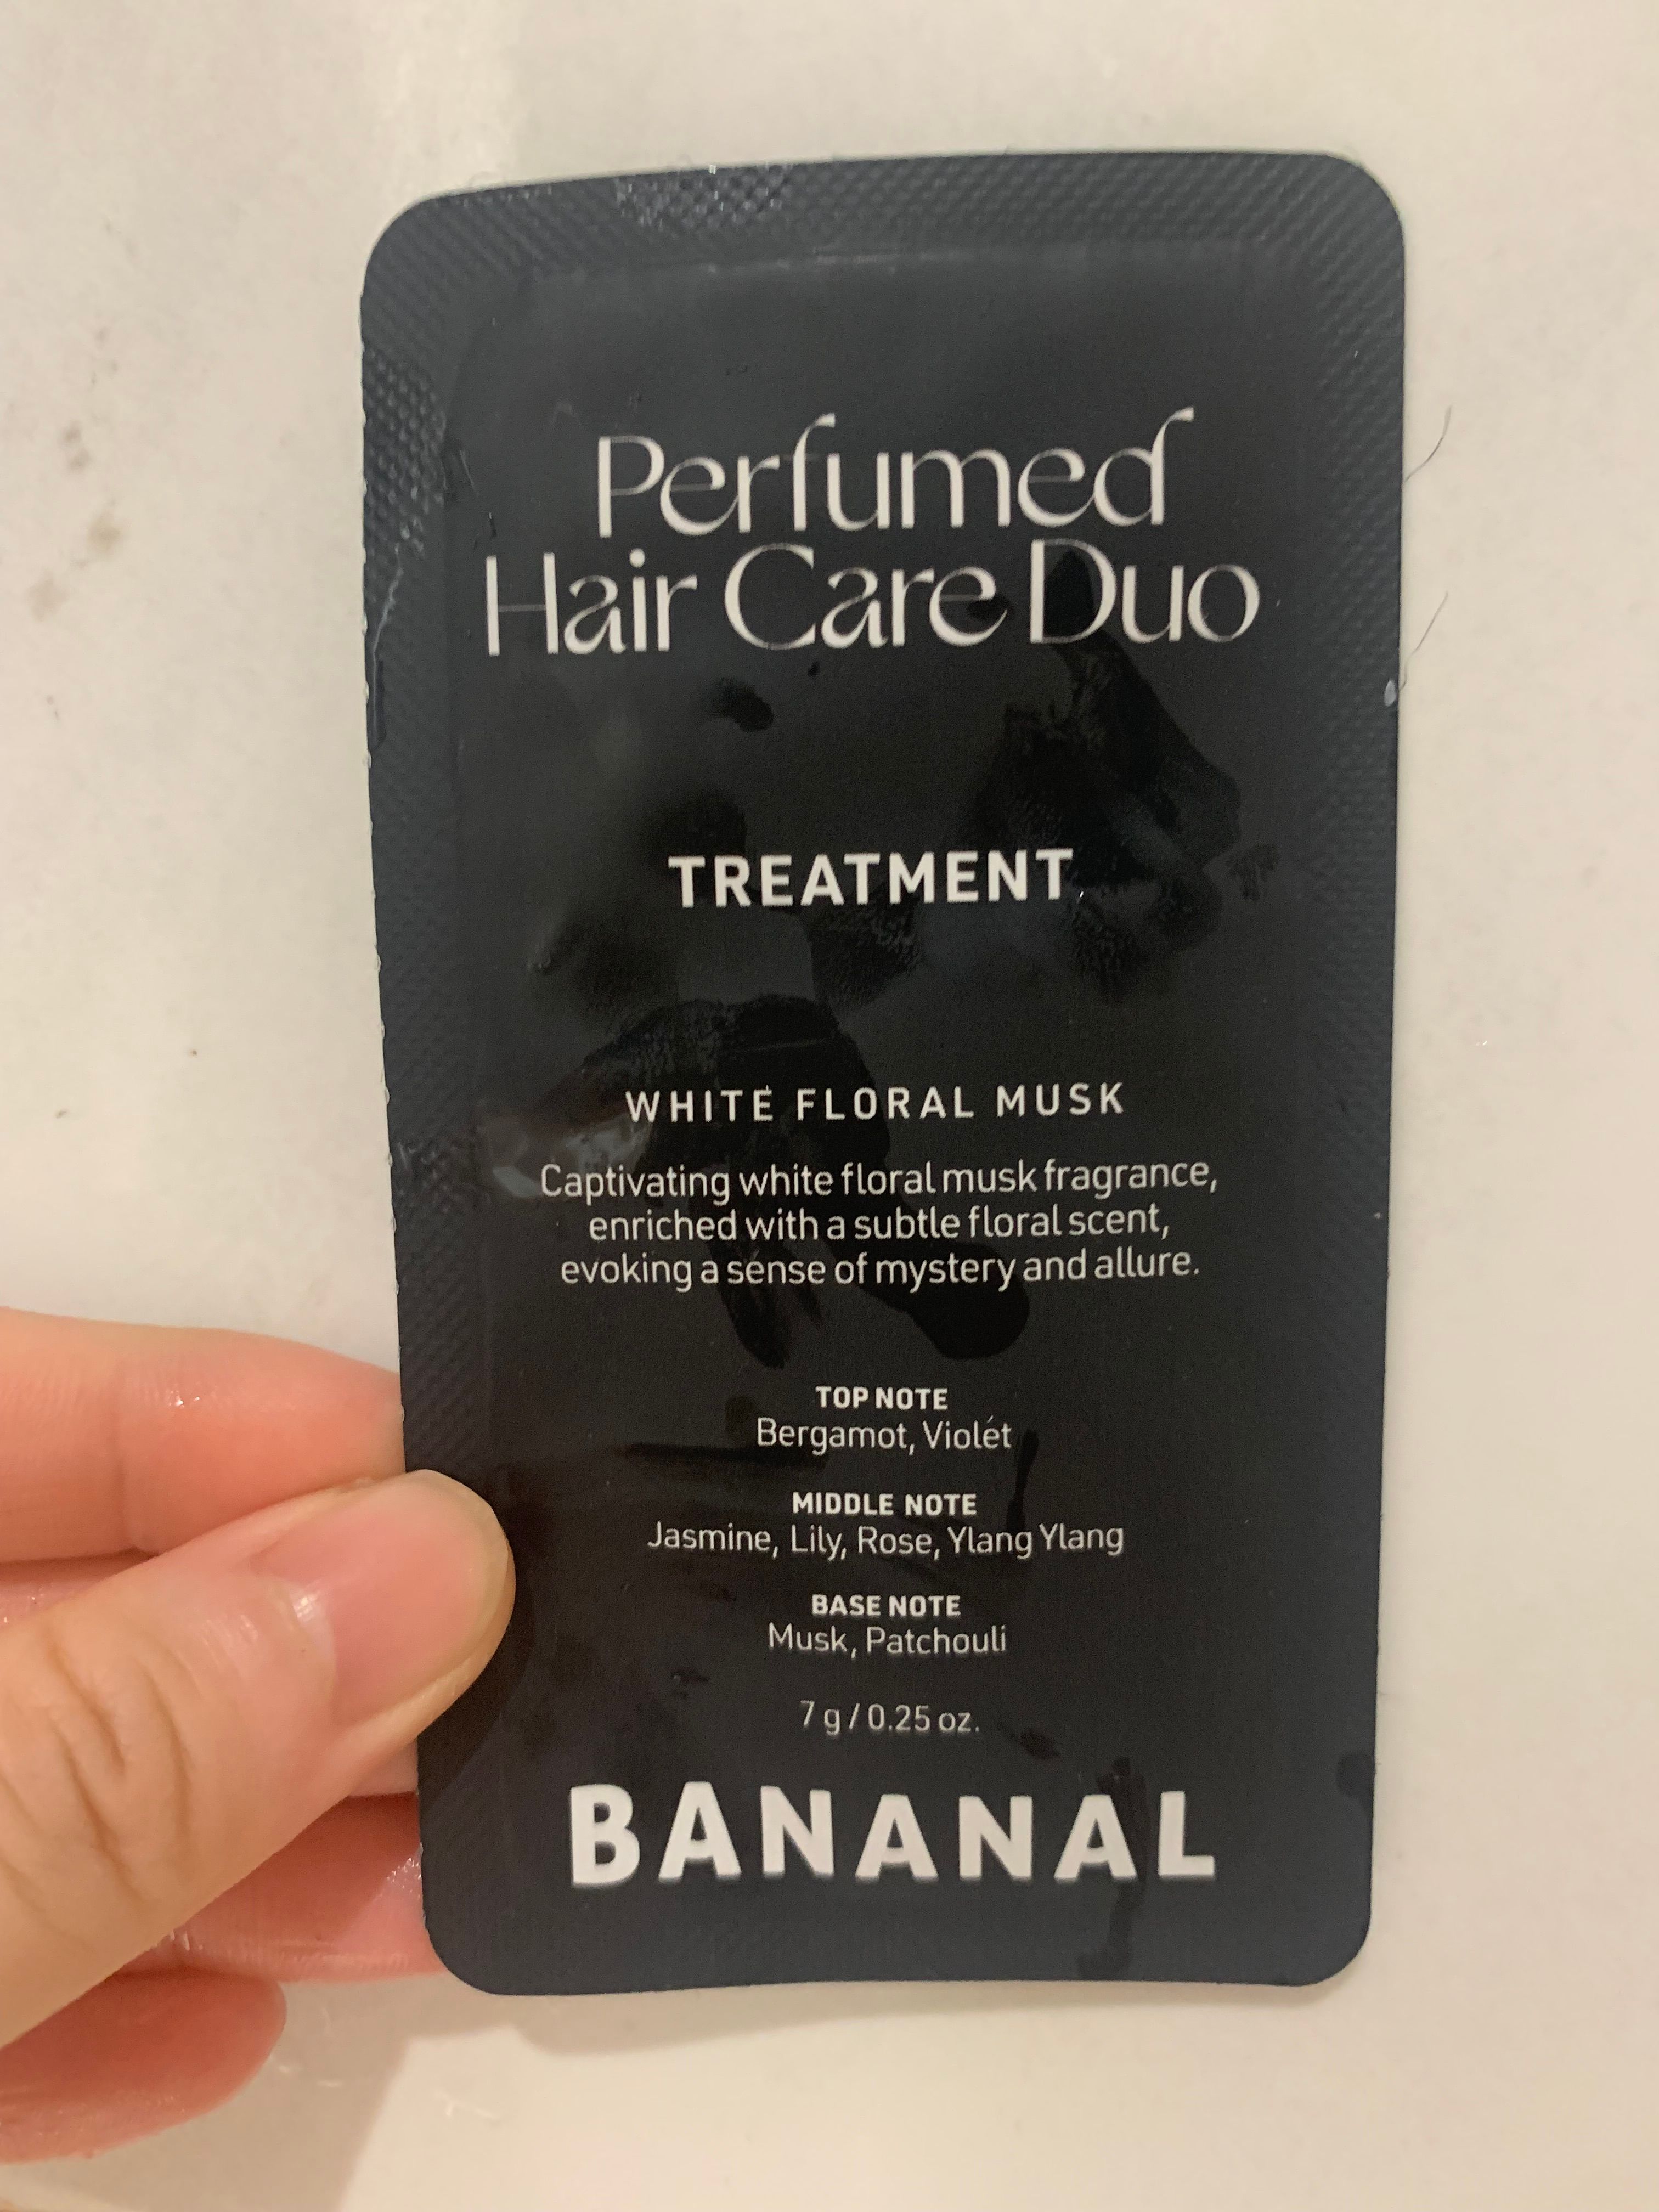 Perfumed
Hair Care Duo
TREATMENT
WHITE FLORAL MUSK
Captivating white floral musk fragrance,
enriched with a subtle floral scent,
evoking a sense of mystery and allure.
TOP NOTE
Bergamot, Violet
MIDDLE NOTE
Jasmine, Lily, Rose, Ylang Ylang
BASE NOTE
Musk, Patchouli
7 g / 0.25 oz.
BANANAL